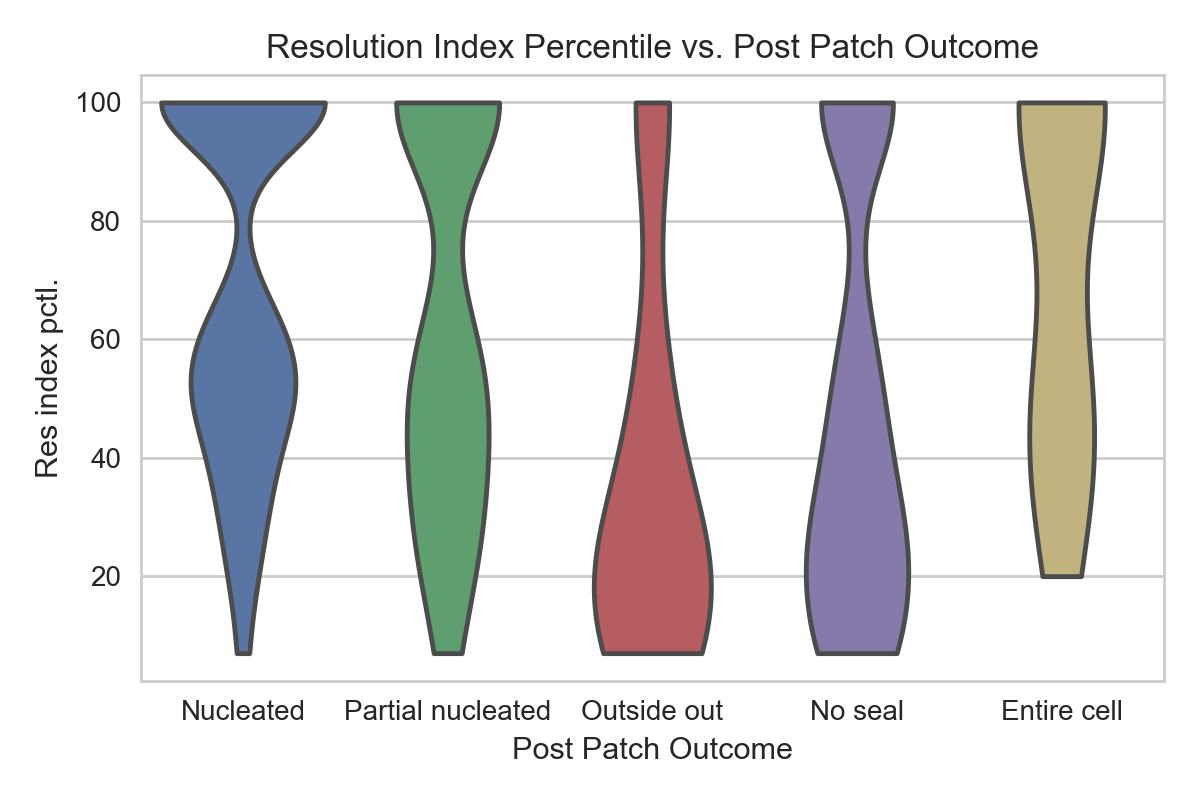 Resolution Index Percentile vs. Post Patch Outcome
100
80
60
40
20
Res index pctl.
Nucleated Partial nucleated Outside out No seal Entire cell
Post Patch Outcome